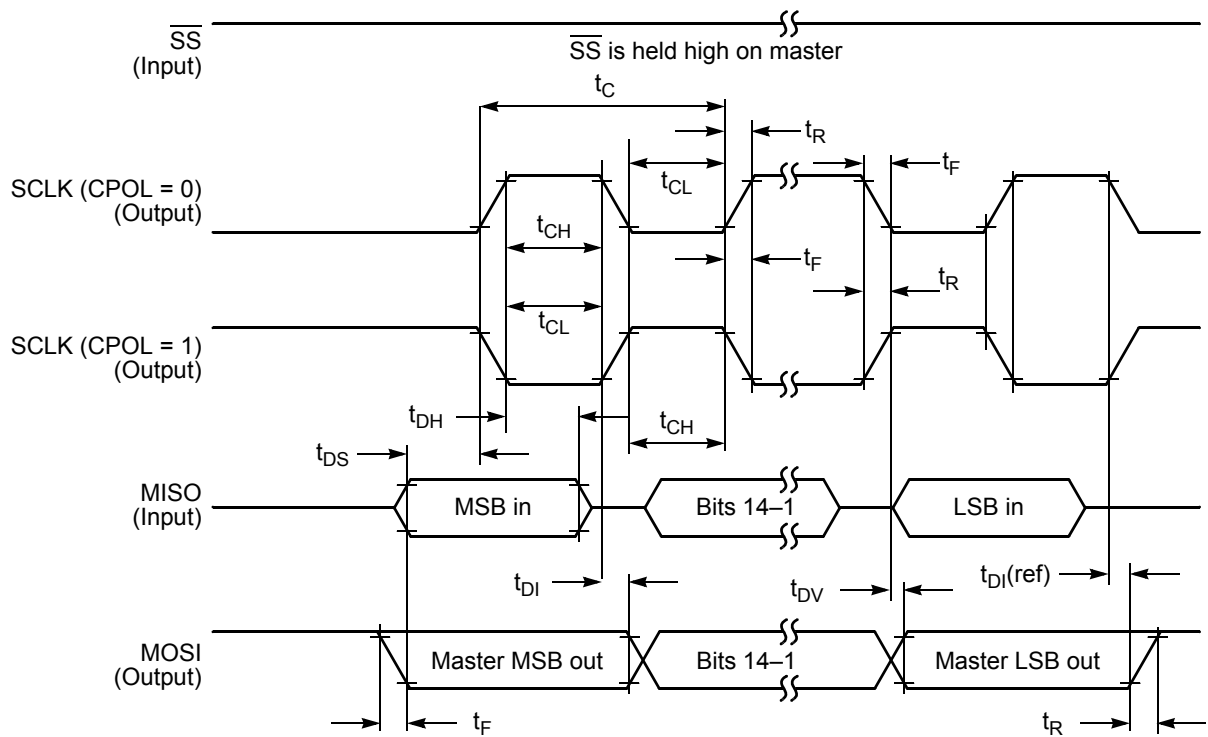 SS
(Input)
SS is held high on master
tC
tR
tF
SCLK (CPOL = 0)
(Output)
tCL
tCH
tF
tR
tCL
SCLK (CPOL = 1)
(Output)
tDH
tCH
tDS
MISO
(Input)
MSB in
Bits 14–1
LSB in
tDI
tDV
tDI(ref)
MOSI
(Output)
Master MSB out
Bits 14–1
Master LSB out
tF
tR